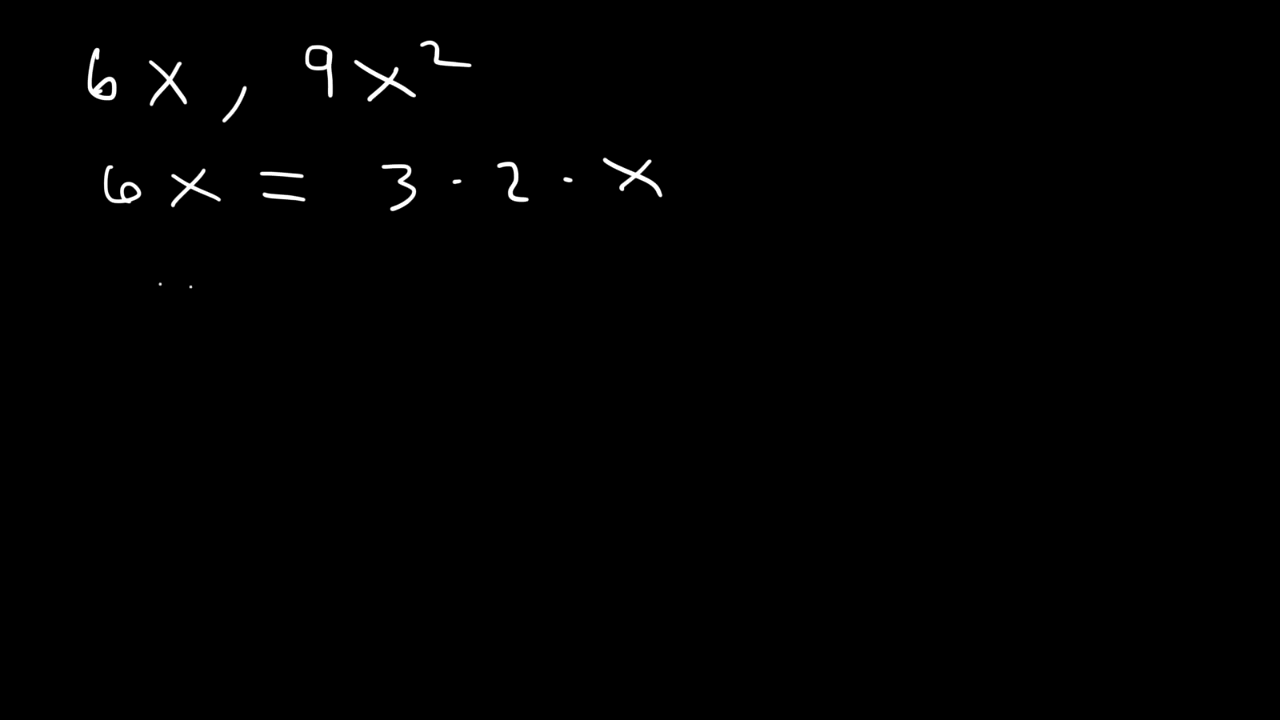 6x, 9x²
6x = 3 · 2 · x